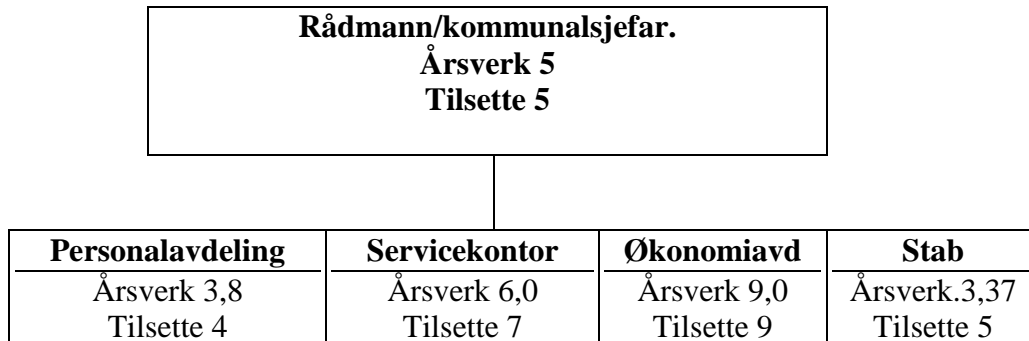 Rådmann/kommunalsjefar.
Årsverk 5
Tilsette 5
Personalavdeling Servicekontor Økonomiavd Stab
Årsverk 3,8 Årsverk 6,0 Årsverk 9,0 Årsverk.3,37
Tilsette 4 Tilsette 7 Tilsette 9 Tilsette 5